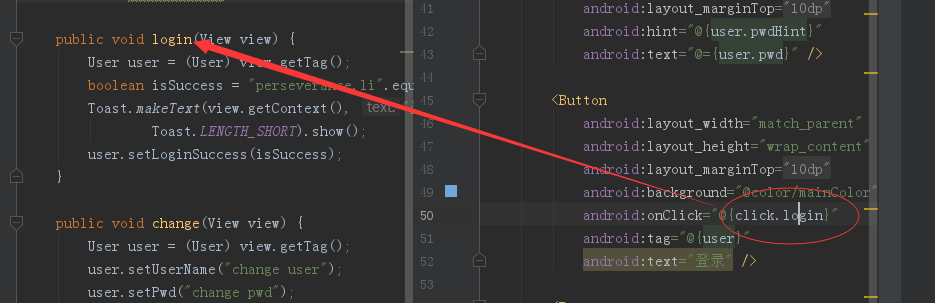 public void login(View view) {
User user = (User) view.getTag();
boolean isSuccess = "perseverance.li".equ
Toast.makeText(view.getContext(), text:
Toast.LENGTH_SHORT).show();
user.setLoginSuccess(isSuccess);
}
public void change(View view) {
User user = (User) view.getTag();
user.setUserName("change user");
user.setPwd("change pwd");
41 android:layout_marginTop="10dp"
42 android:hint="@{user.pwdHint}"
43 android:text="@={user.pwd}" />
44
45 <Button
46 android:layout_width="match_parent"
47 android:layout_height="wrap_content"
48 android:layout_marginTop="10dp"
49 android:background="@color/mainColor"
50 android:onClick="@{click.login}"
51 android:tag="@{user}"
52 android:text="登录" />
53